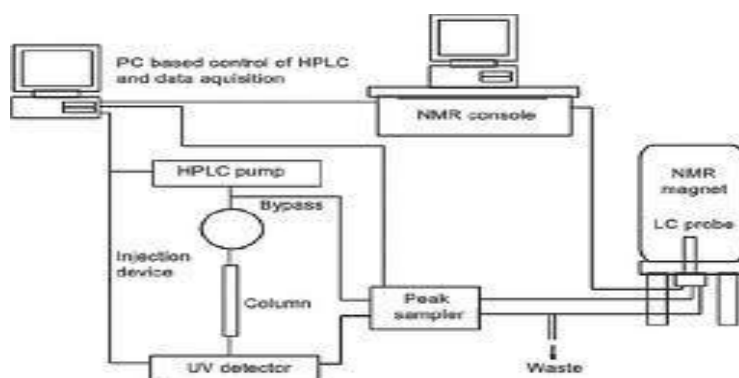 PC based control of HPLC
and data aquisition
NMR console
HPLC pump
Bypass
NMR
magnet
LC probe
Injection
device
Column
Peak
sampler
UV detector
Waste